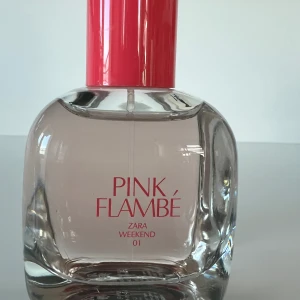 PINK
FLAMBÉ
ZARA
WEEKEND
01